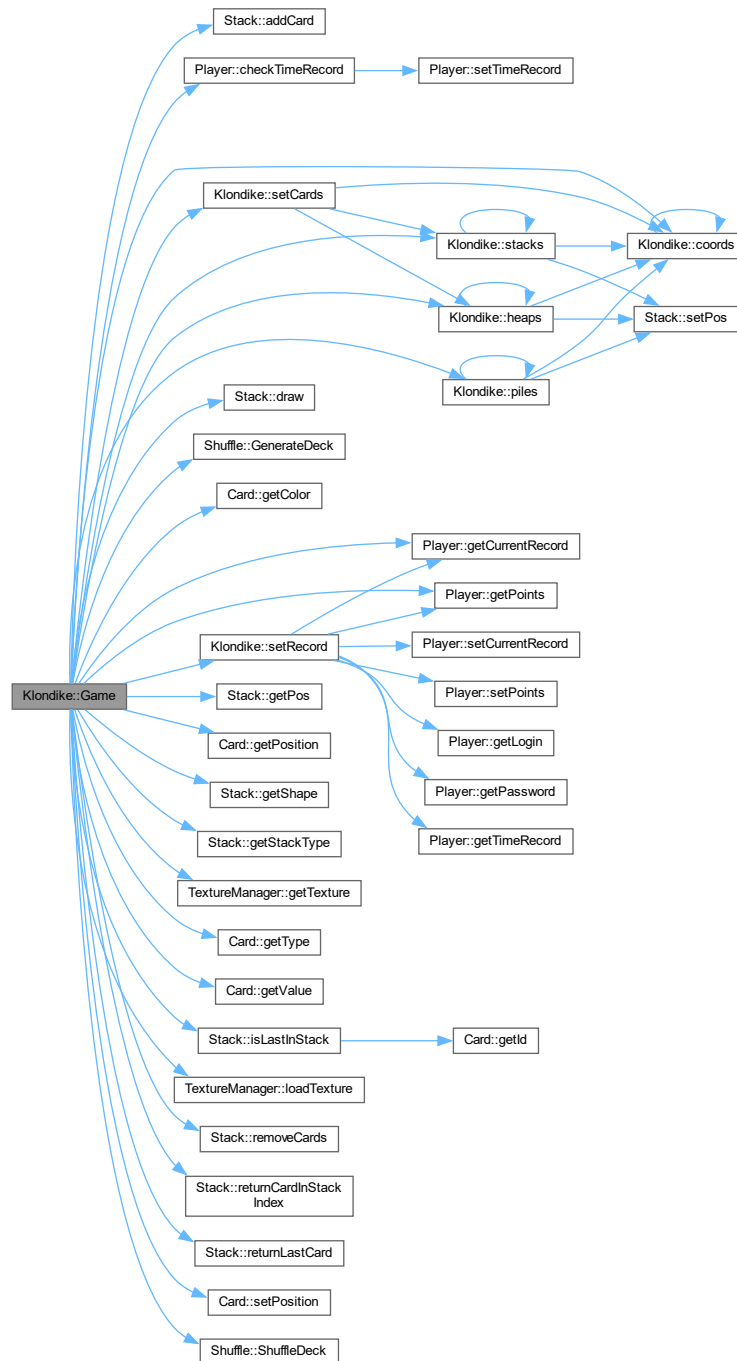 Stack::addCard
Player::checkTimeRecord
Player::setTimeRecord
Klondike::setCards
Klondike::stacks
Klondike::coords
Klondike::heaps
Stack::setPos
Klondike::piles
Stack::draw
Shuffle::GenerateDeck
Card::getColor
Player::getCurrentRecord
Player::getPoints
Klondike::setRecord
Player::setCurrentRecord
Klondike::Game
Stack::getPos
Player::setPoints
Card::getPosition
Player::getLogin
Stack::getShape
Player::getPassword
Stack::getStackType
Player::getTimeRecord
TextureManager::getTexture
Card::getType
Card::getValue
Stack::isLastInStack
Card::getId
TextureManager::loadTexture
Stack::removeCards
Stack::returnCardInStack
Index
Stack::returnLastCard
Card::setPosition
Shuffle::ShuffleDeck